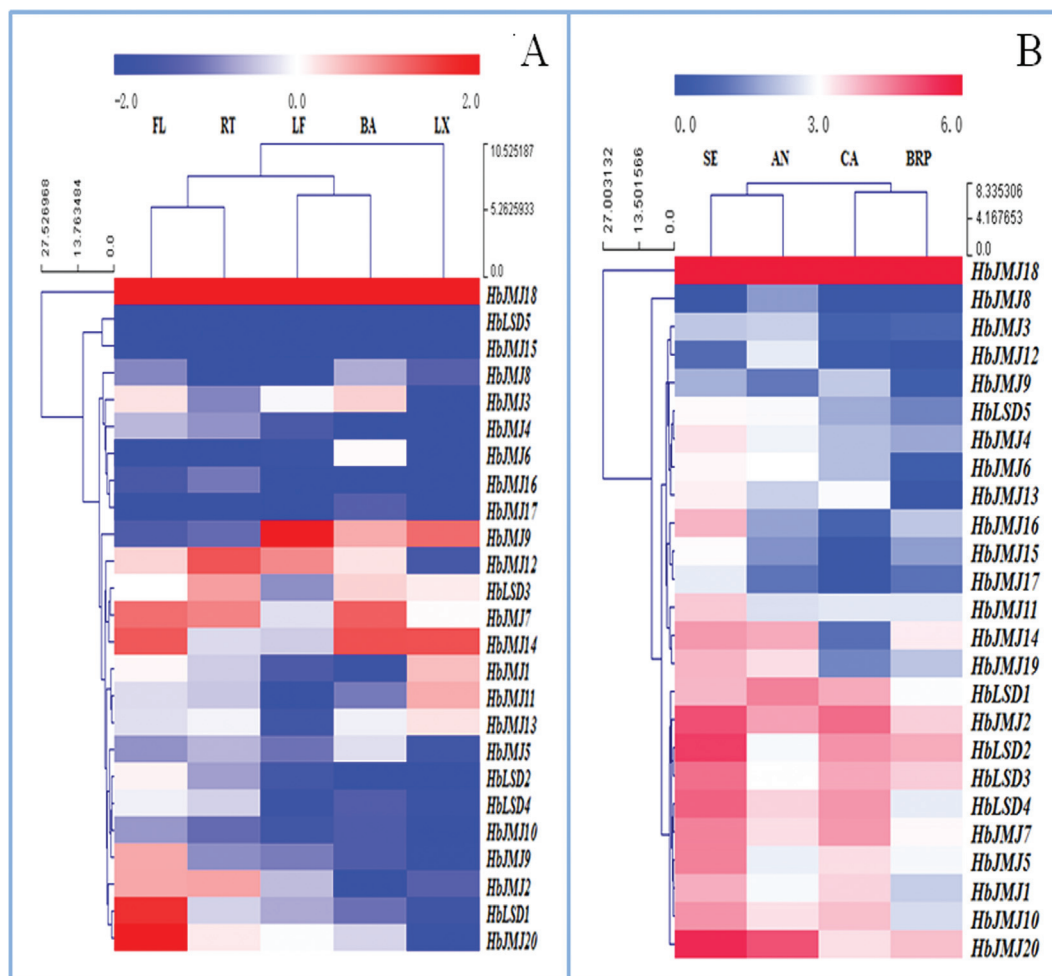 A
-2.0 0.0 2.0
FL RT LF BA LX
10.525187
5.2625933
0.0
27.526968
13.763484
0.0
HbJMJ18
HbLSD5
HbJMJ15
HbJMJ8
HbJMJ3
HbJMJ4
HbJMJ6
HbJMJ16
HbJMJ17
HbJMJ9
HbJMJ12
HbLSD3
HbJMJ7
HbJMJ14
HbJMJ1
HbJMJ11
HbJMJ13
HbJMJ5
HbLSD2
HbLSD4
HbJMJ10
HbJMJ9
HbJMJ2
HbLSD1
HbJMJ20
B
0.0 3.0 6.0
SE AN CA BRP
8.335306
4.167653
0.0
27.003132
13.501566
0.0
HbJMJ18
HbJMJ8
HbJMJ3
HbJMJ12
HbJMJ9
HbLSD5
HbJMJ4
HbJMJ6
HbJMJ13
HbJMJ16
HbJMJ15
HbJMJ17
HbJMJ11
HbJMJ14
HbJMJ19
HbLSD1
HbJMJ2
HbLSD2
HbLSD3
HbLSD4
HbJMJ7
HbJMJ5
HbJMJ1
HbJMJ10
HbJMJ20